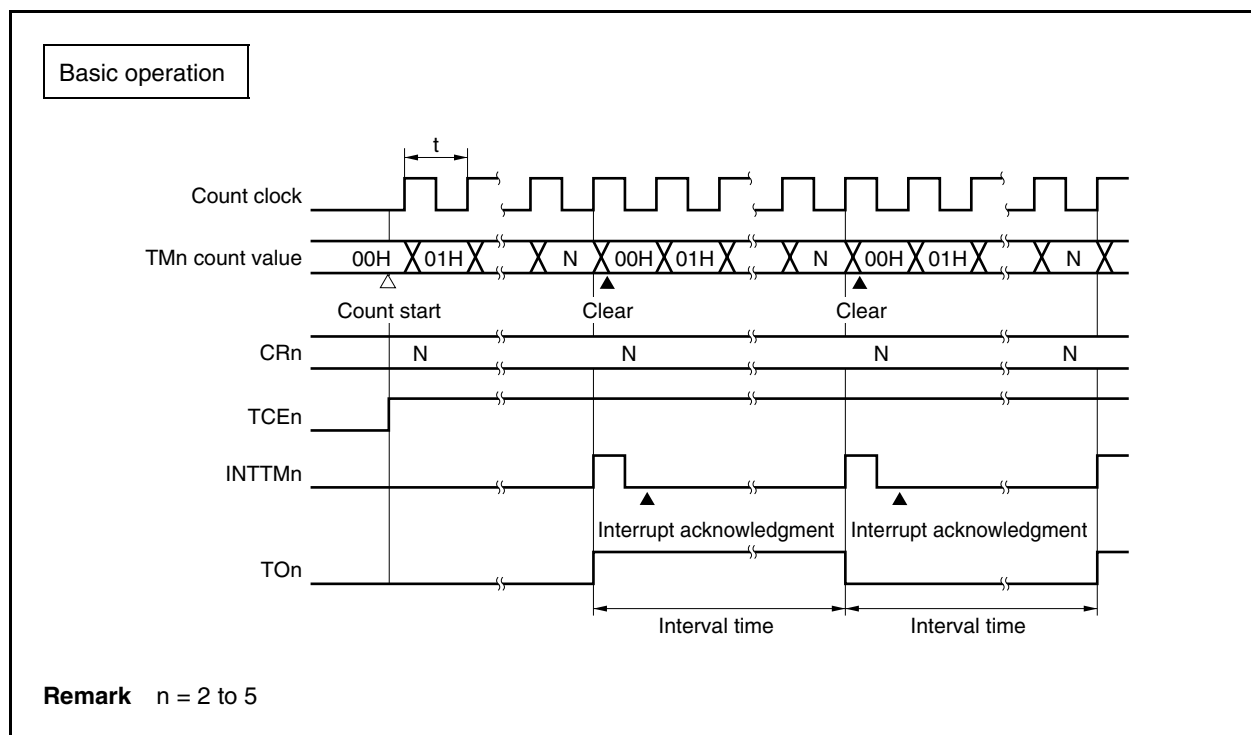 Basic operation
t
Count clock
TMn count value 00H 01H N 00H 01H N 00H 01H N
Count start Clear Clear
CRn N N N N
TCEn
INTTMn
Interrupt acknowledgment Interrupt acknowledgment
TOn
Interval time Interval time
Remark n = 2 to 5